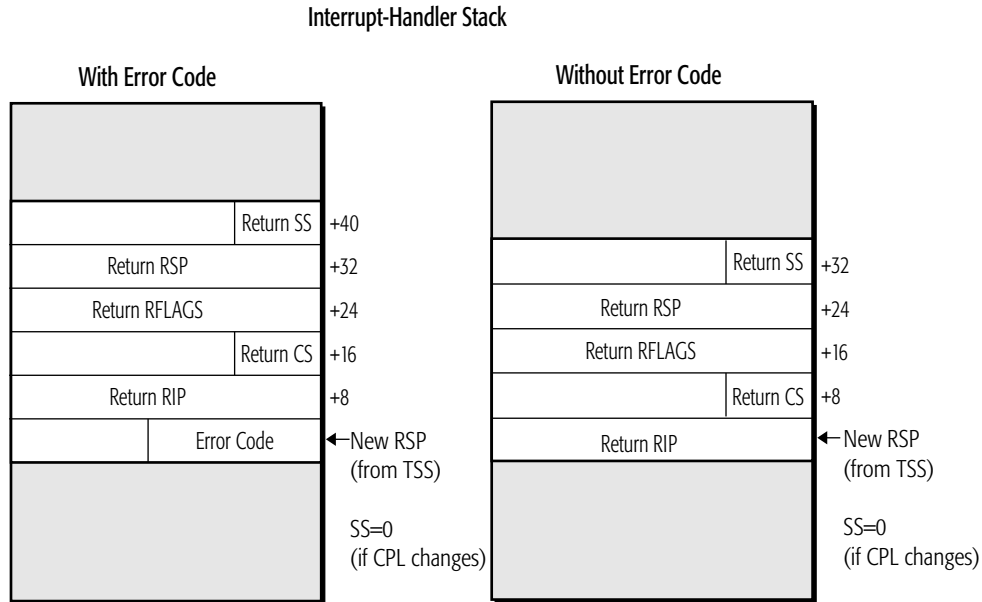 Interrupt-Handler Stack
With Error Code
Return SS
+40
Return RSP
+32
Return RFLAGS
+24
Return CS
+16
Return RIP
+8
Error Code
New RSP
(from TSS)
SS=0
(if CPL changes)
Without Error Code
Return SS
+32
Return RSP
+24
Return RFLAGS
+16
Return CS
+8
Return RIP
New RSP
(from TSS)
SS=0
(if CPL changes)